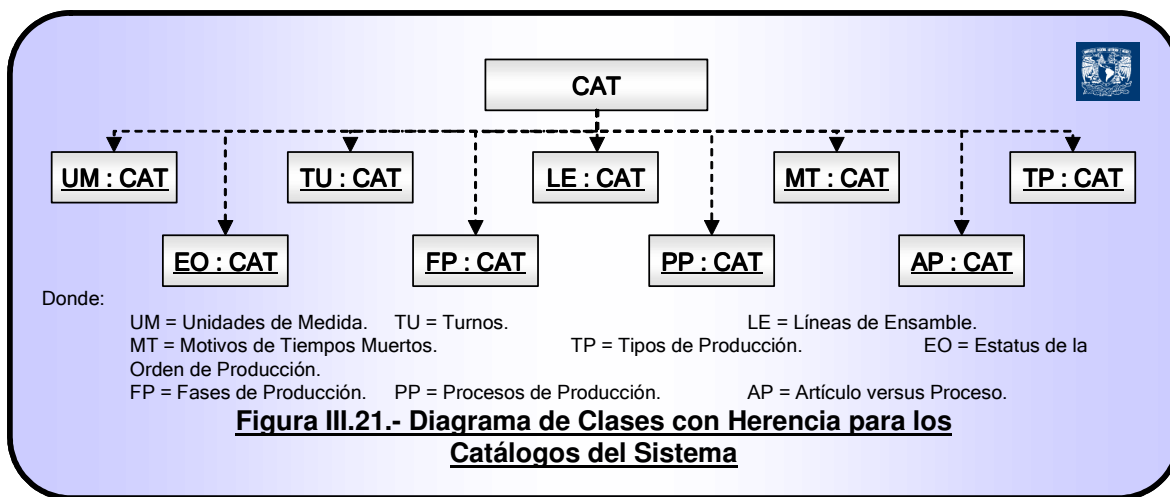 CAT
UM : CAT
TU : CAT
LE : CAT
MT : CAT
TP : CAT
EO : CAT
FP : CAT
PP : CAT
AP : CAT
Donde:
UM = Unidades de Medida. TU = Turnos. LE = Líneas de Ensamble.
MT = Motivos de Tiempos Muertos. TP = Tipos de Producción. EO = Estatus de la
Orden de Producción.
FP = Fases de Producción. PP = Procesos de Producción. AP = Artículo versus Proceso.
Figura III.21.- Diagrama de Clases con Herencia para los
Catálogos del Sistema